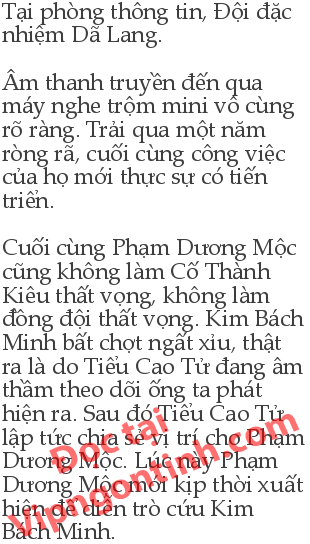 Tại phòng thông tin, Đội đặc
nhiệm Dã Lang.
Âm thanh truyền đến qua
máy nghe trộm mini vô cùng
rõ ràng. Trải qua một năm
ròng rã, cuối cùng công việc
của họ mới thực sự có tiến
triển.
Cuối cùng Phạm Dương Mộc
cũng không làm Cố Thành
Kiêu thất vọng, không làm
đồng đội thất vọng. Kim Bách
Minh bất chợt ngất xỉu, thật
ra là do Tiểu Cao Tử đang âm
thầm theo dõi ống ta phát
hiện ra. Sau đó Tiểu Cao Tử
lập tức chia sẻ vị trí cho Phạm
Dương Mộc. Lúc này Phạm
Dương Mộc mới kịp thời xuất
hiện để diễn trò cứu Kim
Bách Minh.
Đọc tại
Vipngontinh.com